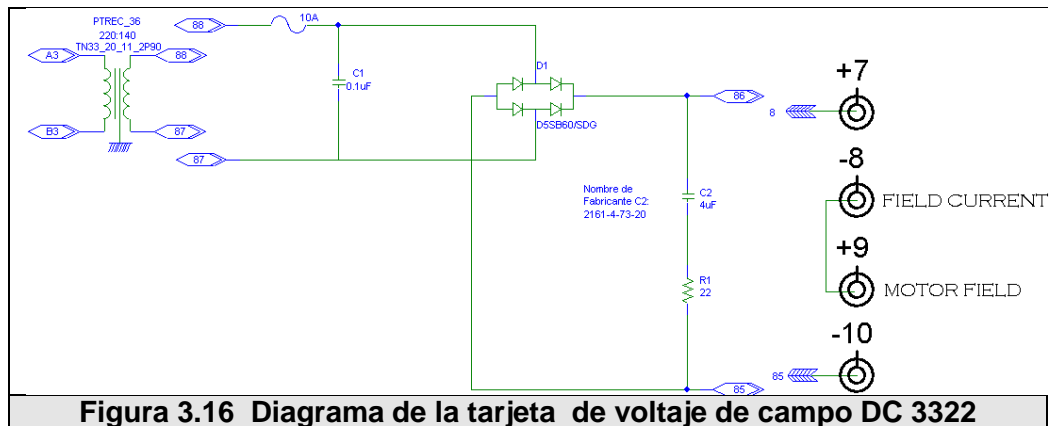 PTREC_36
220:140
TN33_20_11_2P90
A3
88
B3
87
88
10A
C1
0.1uF
87
D1
D5SB60/SDG
86
Nombre de
Fabricante C2:
2161-4-73-20
C2
4uF
R1
22
85
+7
8
-8
FIELD CURRENT
+9
MOTOR FIELD
-10
85
Figura 3.16 Diagrama de la tarjeta de voltaje de campo DC 3322